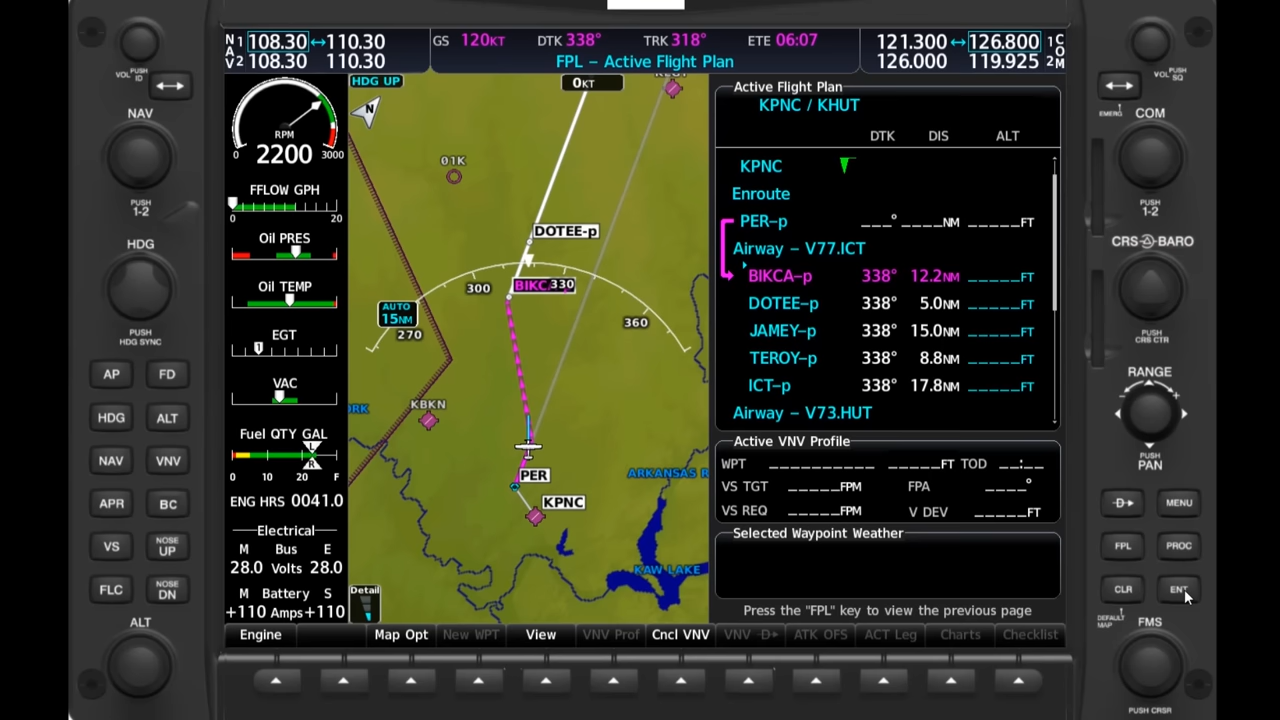 N 1 108.30 ↔ 110.30
A
V 2 108.30 110.30
GS 120KT DTK 338° TRK 318° ETE 06:07
FPL – Active Flight Plan
121.300 ↔ 126.800 1 C
O
126.000 119.925 2 M
VOL PUSH ID
NAV
PUSH
1-2
HDG
PUSH
HDG SYNC
AP FD
HDG ALT
NAV VNV
APR BC
VS NOSE UP
FLC NOSE DN
ALT
RPM
0 2200 3000
FFLOW GPH
0 20
Oil PRES
Oil TEMP
EGT
1
VAC
Fuel QTY GAL
L
R
0 10 20 F
ENG HRS 0041.0
Electrical
M Bus E
28.0 Volts 28.0
M Battery S
+110 Amps +110
HDG UP
N
0KT
01K
DOTEE-p
BIKC 330
300
360
AUTO
15NM
270
KBKN
PER
KPNC
ARKANSAS R
KAW LAKE
Detail
Active Flight Plan
KPNC / KHUT
DTK DIS ALT
KPNC
Enroute
PER-p ___° ____NM _____FT
Airway – V77.ICT
BIKCA-p 338° 12.2NM _____FT
DOTEE-p 338° 5.0NM _____FT
JAMEY-p 338° 15.0NM _____FT
TEROY-p 338° 8.8NM _____FT
ICT-p 338° 17.8NM _____FT
Airway – V73.HUT
Active VNV Profile
WPT __________ _____FT TOD __:__
VS TGT _____FPM FPA ____°
VS REQ _____FPM V DEV _____FT
Selected Waypoint Weather
Press the "FPL" key to view the previous page
Engine Map Opt New WPT View VNV Prof Cncl VNV VNV D→ ATK OFS ACT Leg Charts Checklist
VOL PUSH SQ
EMERG
COM
PUSH
1-2
CRS BARO
PUSH
CRS CTR
RANGE
- +
PUSH
PAN
D→ MENU
FPL PROC
CLR ENT
DEFAULT MAP
FMS
PUSH CRSR